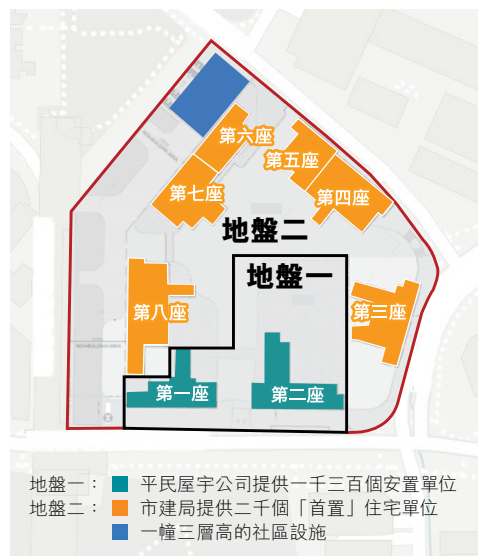 第六座
第五座
第七座
第四座
地盤二
地盤一
第八座
第三座
第一座
第二座
地盤一： 平民屋宇公司提供一千三百個安置單位
地盤二： 市建局提供二千個「首置」住宅單位
一幢三層高的社區設施